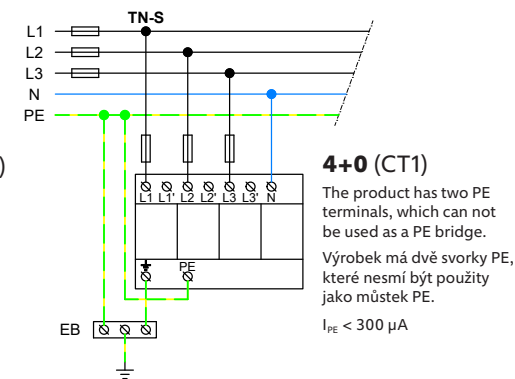 TN-S
L1
L2
L3
N
PE
)
4+0 (CT1)
The product has two PE
terminals, which can not
be used as a PE bridge.
Výrobek má dvě svorky PE,
které nesmí být použity
jako můstek PE.
IPE < 300 µA
L1 L1' L2 L2' L3 L3' N
PE
EB